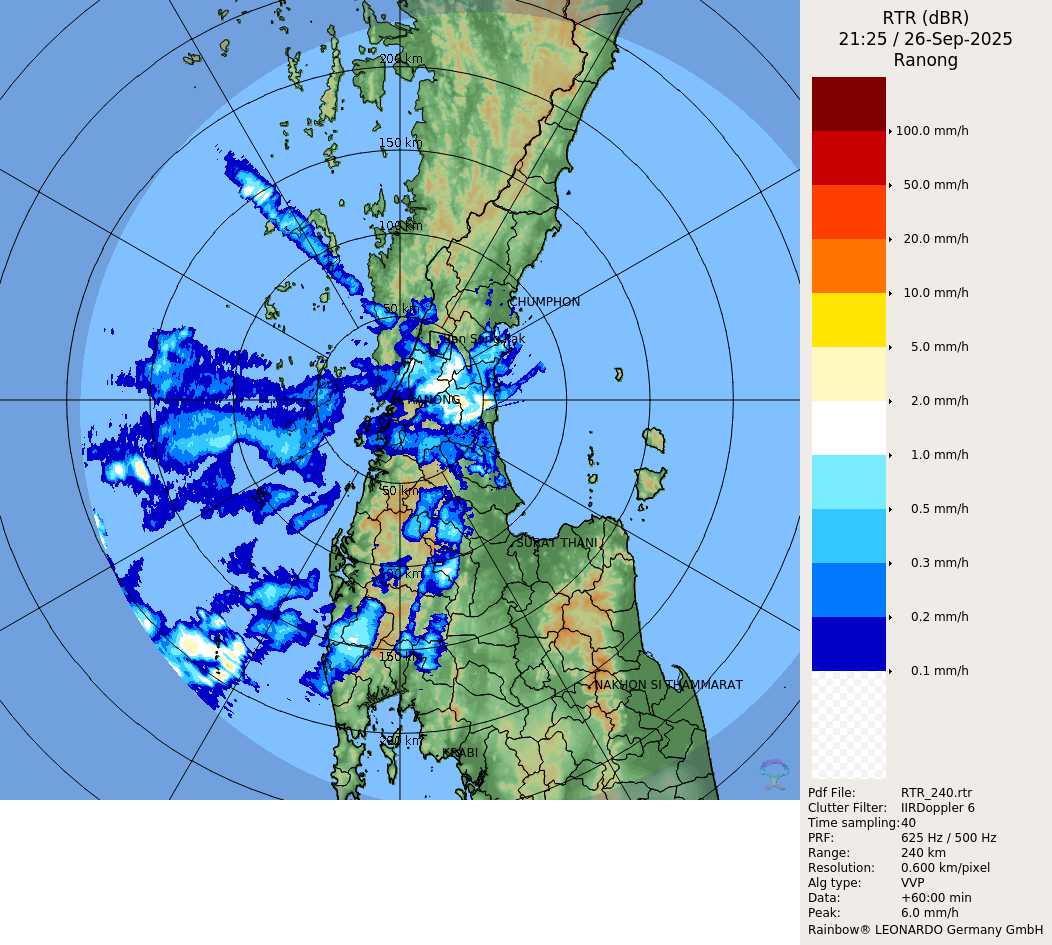 RTR (dBR)
21:25 / 26-Sep-2025
Ranong
100.0 mm/h
50.0 mm/h
20.0 mm/h
10.0 mm/h
5.0 mm/h
2.0 mm/h
1.0 mm/h
0.5 mm/h
0.3 mm/h
0.2 mm/h
0.1 mm/h
200 km
150 km
100 km
50 km
CHUMPHON
RANONG
50 km
SURAT THANI
100 km
150 km
NAKHON SI THAMMARAT
200 km
KRABI
Pdf File: RTR_240.rtr
Clutter Filter: IIRDoppler 6
Time sampling: 40
PRF: 625 Hz / 500 Hz
Range: 240 km
Resolution: 0.600 km/pixel
Alg type: VVP
Data: +60:00 min
Peak: 6.0 mm/h
Rainbow® LEONARDO Germany GmbH